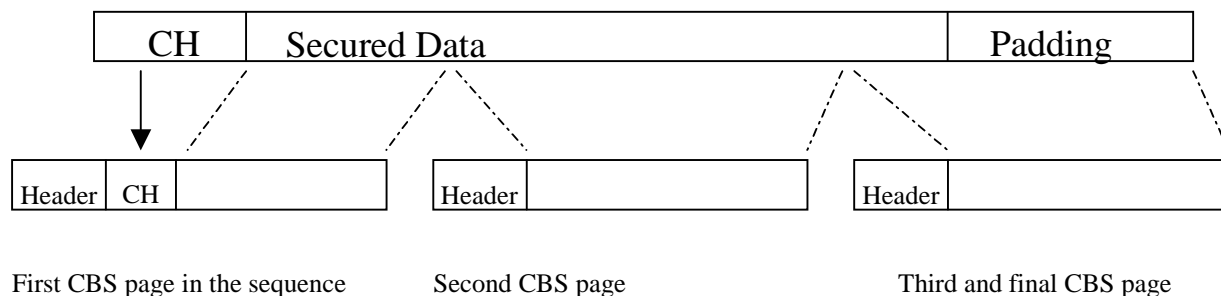 CH Secured Data Padding
Header CH Header Header
First CBS page in the sequence Second CBS page Third and final CBS page